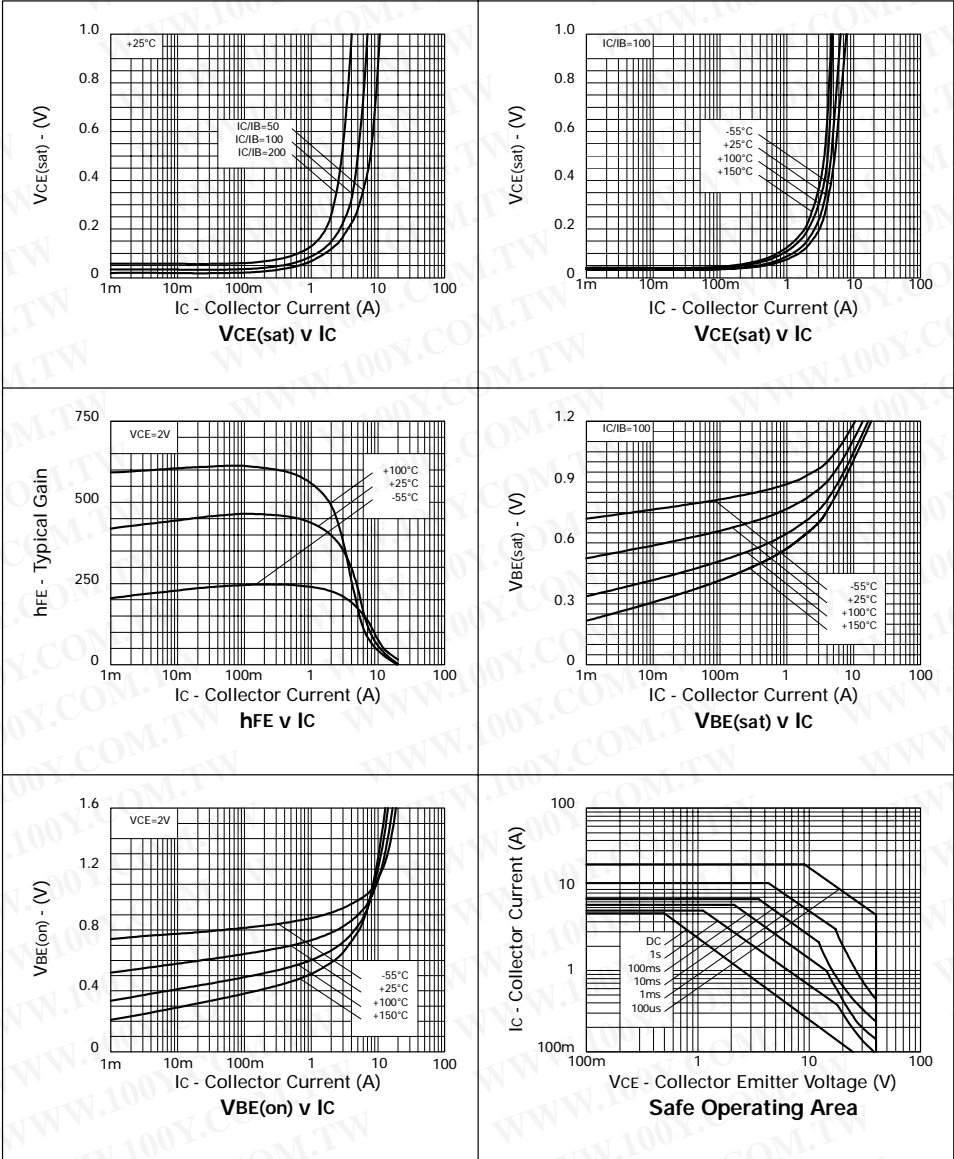 1.0
0.8
0.6
0.4
0.2
0
1m 10m 100m 1 10 100
+25°C
IC/IB=50
IC/IB=100
IC/IB=200
VCE(sat) - (V)
IC - Collector Current (A)
VCE(sat) v IC
1.0
0.8
0.6
0.4
0.2
0
1m 10m 100m 1 10 100
IC/IB=100
-55°C
+25°C
+100°C
+150°C
VCE(sat) - (V)
IC - Collector Current (A)
VCE(sat) v IC
750
500
250
0
1m 10m 100m 1 10 100
VCE=2V
+100°C
+25°C
-55°C
hFE - Typical Gain
IC - Collector Current (A)
hFE v IC
1.2
0.9
0.6
0.3
0
1m 10m 100m 1 10 100
IC/IB=100
-55°C
+25°C
+100°C
+150°C
VBE(sat) - (V)
IC - Collector Current (A)
VBE(sat) v IC
1.6
1.2
0.8
0.4
0
1m 10m 100m 1 10 100
VCE=2V
-55°C
+25°C
+100°C
+150°C
VBE(on) - (V)
IC - Collector Current (A)
VBE(on) v IC
100
10
1
100m
100m 1 10 100
DC
1s
100ms
10ms
1ms
100us
IC - Collector Current (A)
VCE - Collector Emitter Voltage (V)
Safe Operating Area
WWW.100Y.COM.TW